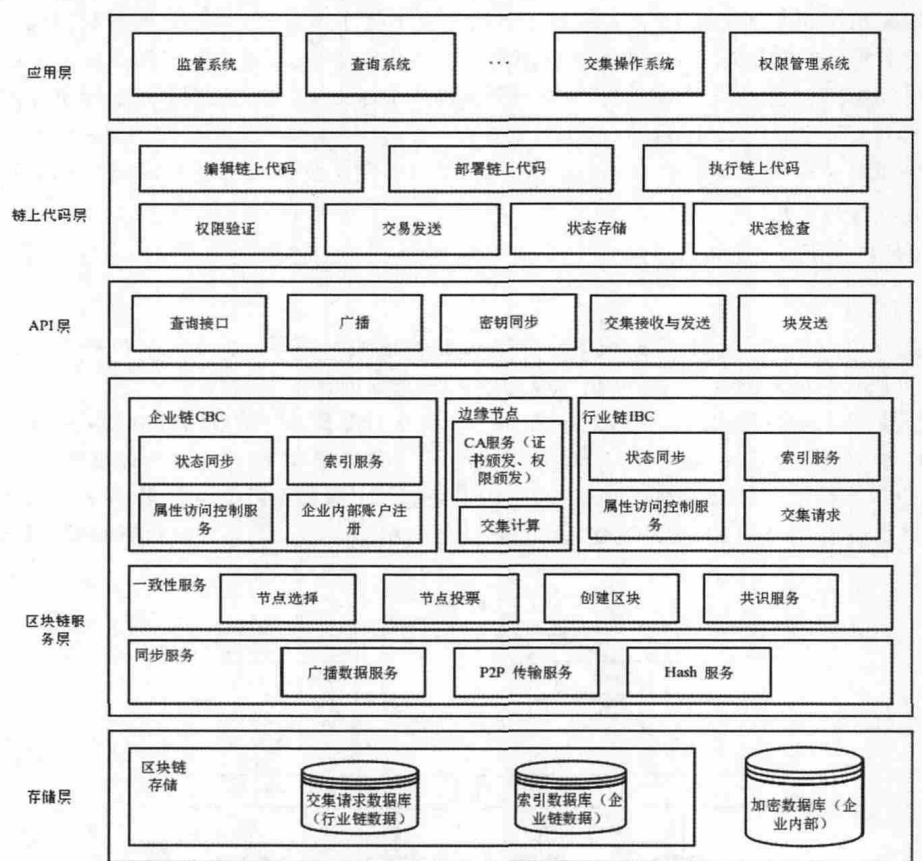 应用层
监管系统
查询系统
...
交集操作系统
权限管理系统
链上代码层
编辑链上代码
部署链上代码
执行链上代码
权限验证
交易发送
状态存储
状态检查
API 层
查询接口
广播
密钥同步
交集接收与发送
块发送
区块链服
务层
企业链CBC
状态同步
索引服务
属性访问控制服
务
企业内部账户注
册
边缘节点
CA服务（证
书颁发、权
限颁发）
交集计算
行业链IBC
状态同步
索引服务
属性访问控制服
务
交集请求
一致性服务
节点选择
节点投票
创建区块
共识服务
同步服务
广播数据服务
P2P 传输服务
Hash 服务
存储层
区块链
存储
交集请求数据库
（行业链数据）
索引数据库（企
业链数据）
加密数据库（企
业内部）